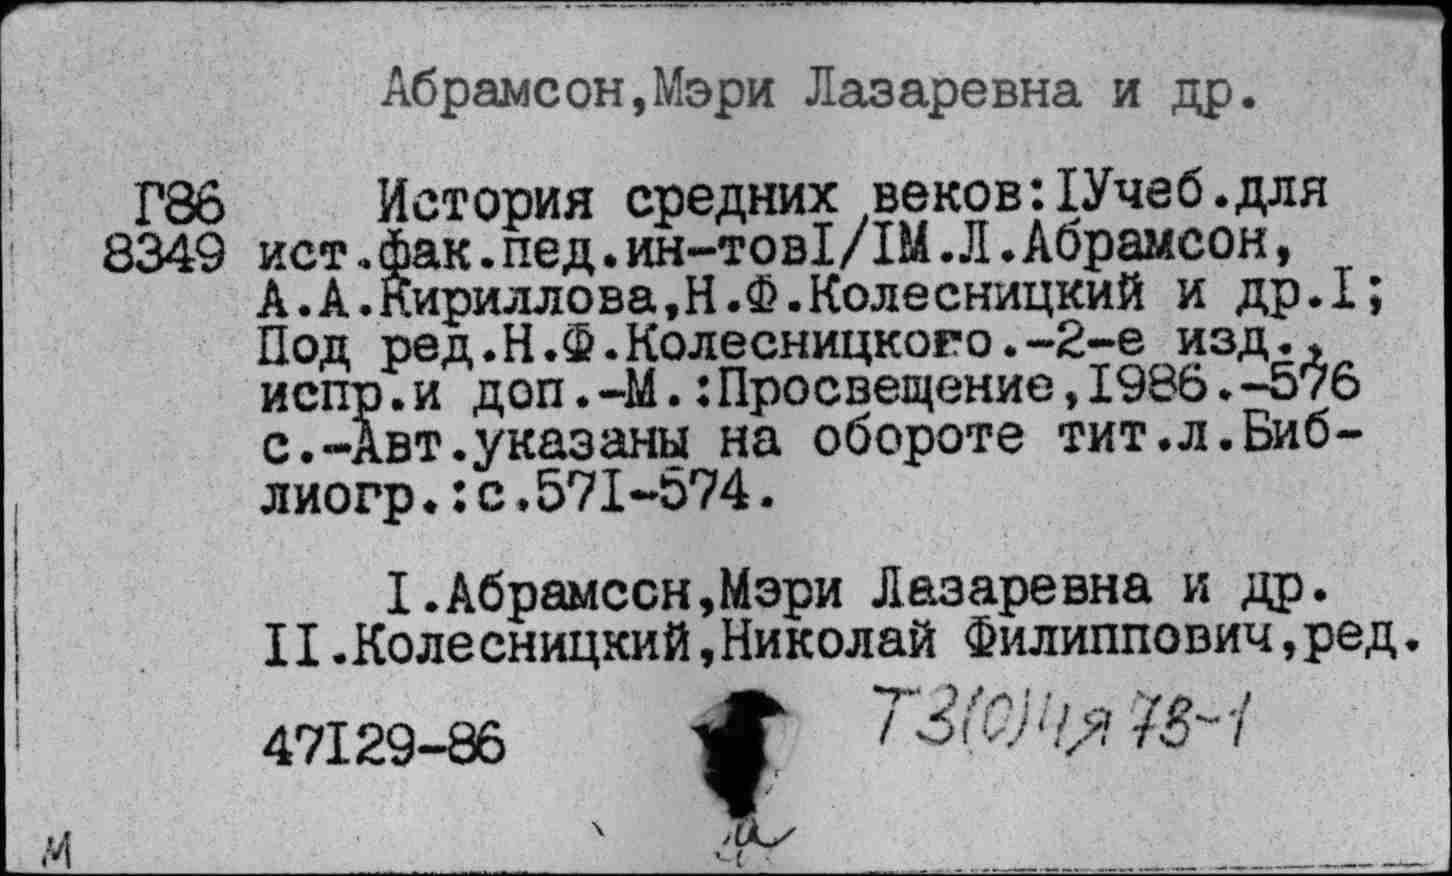 Абрамсон,Мэри Лазаревна и др.
Г86 История средних веков:IУчеб.для
8349 ист.фак.пед.ин-товI/IМ.Л.Абрамсон,
А.А.Кириллова,Н.Ф.Колесницкий и др.I;
Под ред.Н.Ф.Колесницкого.-2-е изд.,
испр.и доп.-М.:Просвещение,1986.-576
с.-Авт.указаны на обороте тит.л.Биб-
лиогр.:с.571-574.
I.Абрамссн,Мэри Лазаревна и др.
II.Колесницкий,Николай Филиппович,ред.
47129-86 Т3(0)4я73-1
М